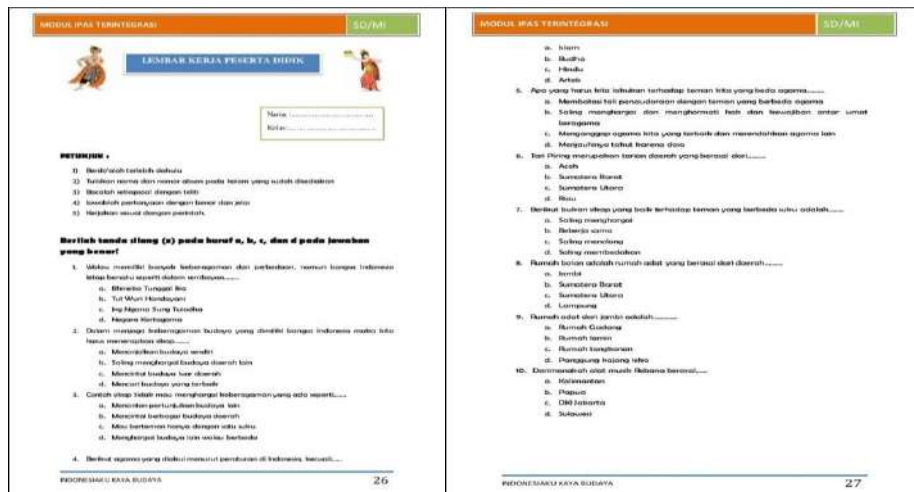 MODUL IPAS TERINTEGRASI SD/MI
LEMBAR KERJA PESERTA DIDIK
Nama :
Kelas :
PETUNJUK :
1) Berdo'alah terlebih dahulu
2) Tuliskan nama dan nomor absen pada kolom yang sudah disediakan
3) Bacalah setiap soal dengan teliti
4) Jawablah pertanyaan dengan benar dan jelas
5) Kerjakan sesuai dengan perintah.
Berilah tanda silang (x) pada huruf a, b, c, dan d pada jawaban
yang benar!
1. Walau memiliki banyak keberagaman dan perbedaan, namun bangsa Indonesia
tetap bersatu seperti dalam semboyan.......
a. Bhineka Tunggal Ika
b. Tut Wuri Handayani
c. Ing Ngarso Sung Tulodho
d. Negara Kertagama
2. Dalam menjaga keberagaman budaya yang dimiliki bangsa Indonesia maka kita
harus menerapkan sikap.......
a. Menonjolkan budaya sendiri
b. Saling menghargai budaya daerah lain
c. Mencintai budaya luar daerah
d. Mencari budaya yang terbaik
3. Contoh sikap tidak mau menghargai keberagaman yang ada seperti......
a. Menonton pertunjukan budaya lain
b. Mencintai berbagai budaya daerah
c. Mau berteman hanya dengan satu suku
d. Menghargai budaya lain walau berbeda
4. Berikut agama yang diakui menurut peraturan di Indonesia, kecuali.....
INDONESIAKU KAYA BUDAYA 26
MODUL IPAS TERINTEGRASI SD/MI
a. Islam
b. Budha
c. Hindu
d. Arteis
5. Apa yang harus kita lakukan terhadap teman kita yang beda agama........
a. Membatasi tali persaudaraan dengan teman yang berbeda agama
b. Saling menghargai dan menghormati hak dan kewajiban antar umat
beragama
c. Menganggap agama kita yang terbaik dan merendahkan agama lain
d. Menjauhinya takut karena dosa
6. Tari Piring merupakan tarian daerah yang berasal dari........
a. Aceh
b. Sumatera Barat
c. Sumatera Utara
d. Riau
7. Berikut bukan sikap yang baik terhadap teman yang berbeda suku adalah.......
a. Saling menghargai
b. Bekerja sama
c. Saling menolong
d. Saling membedakan
8. Rumah bolon adalah rumah adat yang berasal dari daerah........
a. Jambi
b. Sumatera Barat
c. Sumatera Utara
d. Lampung
9. Rumah adat dari jambi adalah..........
a. Rumah Gadang
b. Rumah lamin
c. Rumah tongkonan
d. Panggung kajang leko
10. Darimanakah alat musik Rebana berasal.....
a. Kalimantan
b. Papua
c. DKI Jakarta
d. Sulawesi
INDONESIAKU KAYA BUDAYA 27